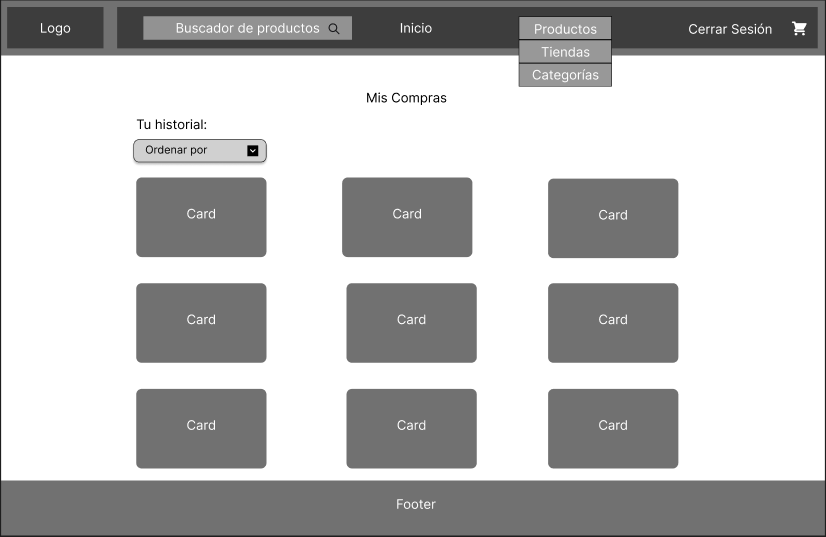 Logo
Buscador de productos
Inicio
Productos
Cerrar Sesión
Tiendas
Categorías
Mis Compras
Tu historial:
Ordenar por
Card
Card
Card
Card
Card
Card
Card
Card
Card
Footer